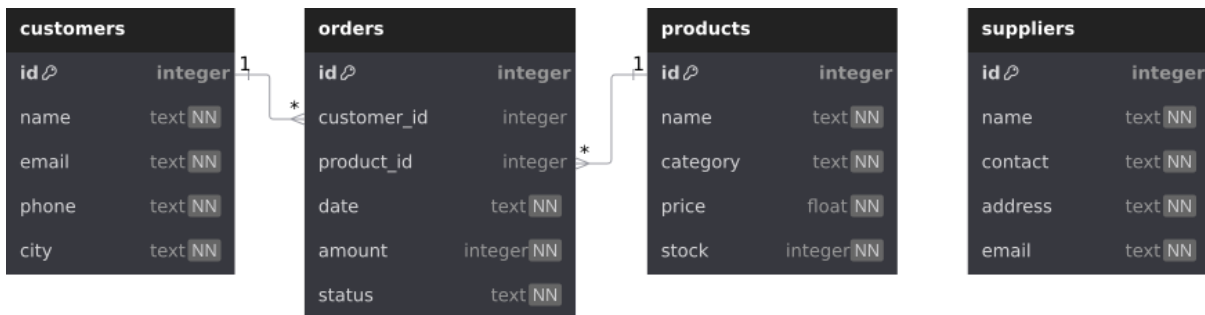 customers
id integer
name text NN
email text NN
phone text NN
city text NN
1
*
orders
id integer
customer_id integer
product_id integer
date text NN
amount integer NN
status text NN
*
1
products
id integer
name text NN
category text NN
price float NN
stock integer NN
suppliers
id integer
name text NN
contact text NN
address text NN
email text NN